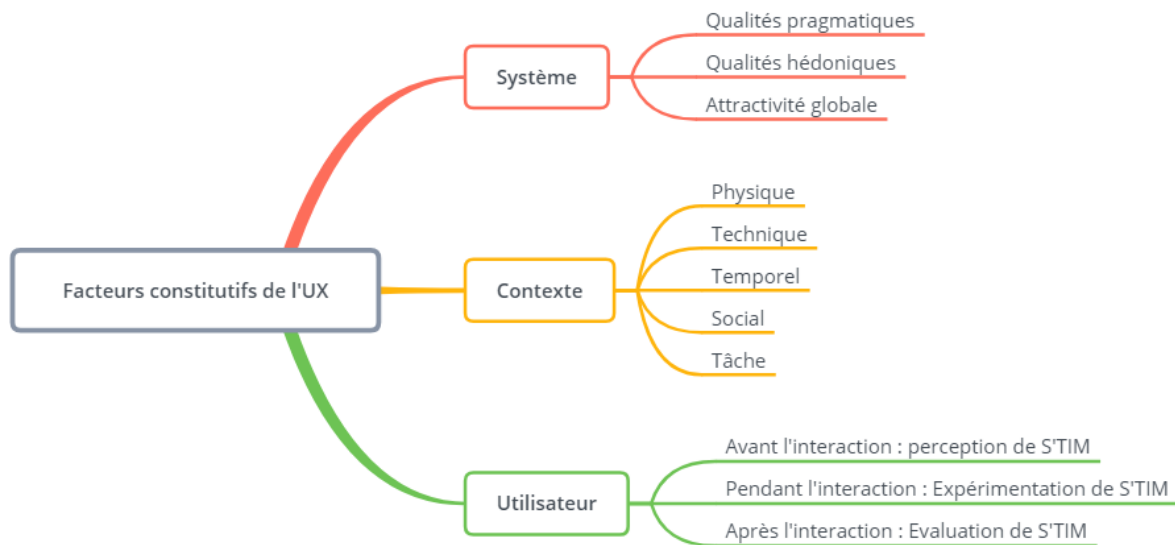 Qualités pragmatiques
Système
Qualités hédoniques
Attractivité globale
Physique
Technique
Facteurs constitutifs de l'UX
Contexte
Temporel
Social
Tâche
Avant l'interaction : perception de S'TIM
Utilisateur
Pendant l'interaction : Expérimentation de S'TIM
Après l'interaction : Evaluation de S'TIM